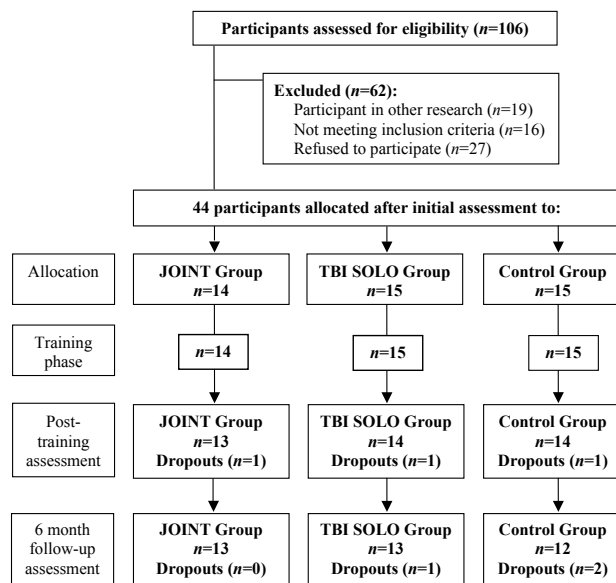 Participants assessed for eligibility (n=106)
Excluded (n=62):
Participant in other research (n=19)
Not meeting inclusion criteria (n=16)
Refused to participate (n=27)
44 participants allocated after initial assessment to:
Allocation
JOINT Group
n=14
TBI SOLO Group
n=15
Control Group
n=15
Training
phase
n=14
n=15
n=15
Post-
training
assessment
JOINT Group
n=13
Dropouts (n=1)
TBI SOLO Group
n=14
Dropouts (n=1)
Control Group
n=14
Dropouts (n=1)
6 month
follow-up
assessment
JOINT Group
n=13
Dropouts (n=0)
TBI SOLO Group
n=13
Dropouts (n=1)
Control Group
n=12
Dropouts (n=2)